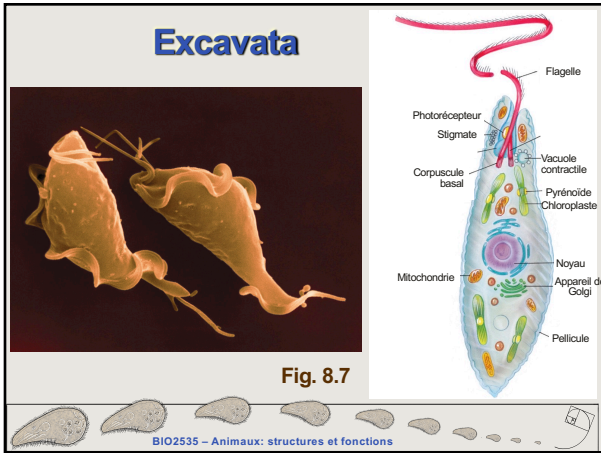 Excavata
Flagelle
Photorécepteur
Stigmate
Vacuole
contractile
Corpuscule
basal
Pyrénoïde
Chloroplaste
Noyau
Mitochondrie
Appareil de
Golgi
Pellicule
Fig. 8.7
BIO2535 – Animaux: structures et fonctions